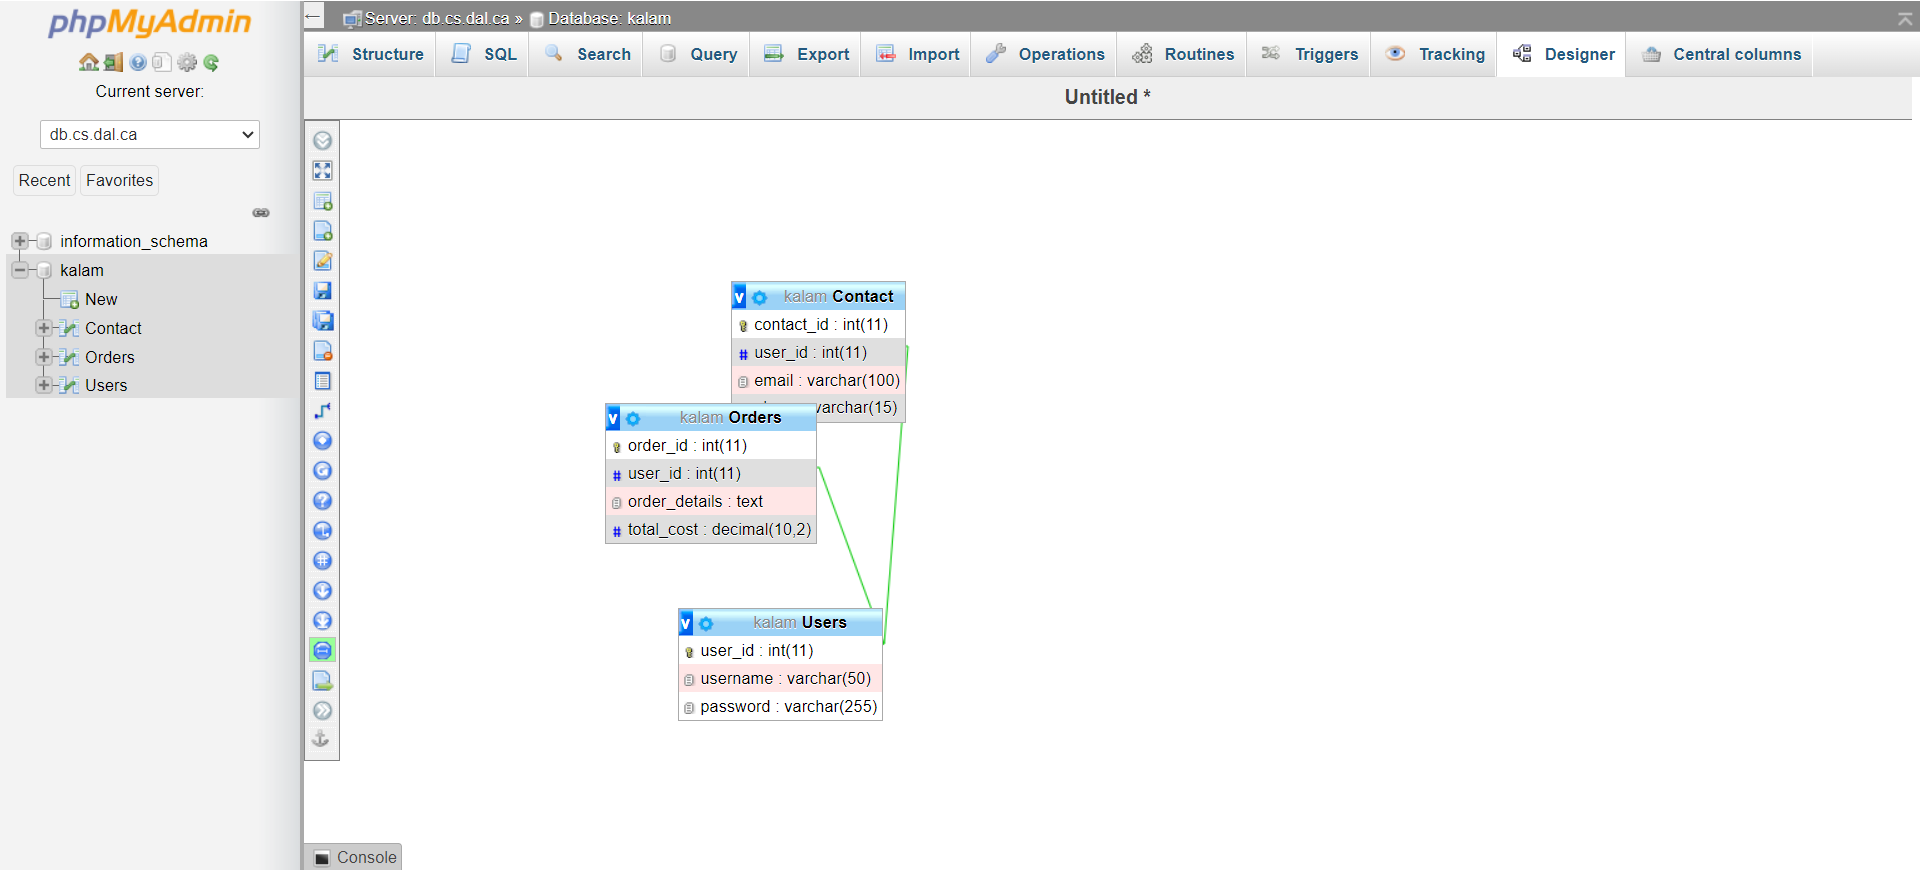 phpMyAdmin
Current server:
db.cs.dal.ca
Recent Favorites
information_schema
kalam
New
Contact
Orders
Users
Server: db.cs.dal.ca » Database: kalam
Structure SQL Search Query Export Import Operations Routines Triggers Tracking Designer Central columns
Untitled *
v kalam Contact
contact_id : int(11)
# user_id : int(11)
email : varchar(100)
varchar(15)
v kalam Orders
order_id : int(11)
# user_id : int(11)
order_details : text
# total_cost : decimal(10,2)
v kalam Users
user_id : int(11)
username : varchar(50)
password : varchar(255)
Console